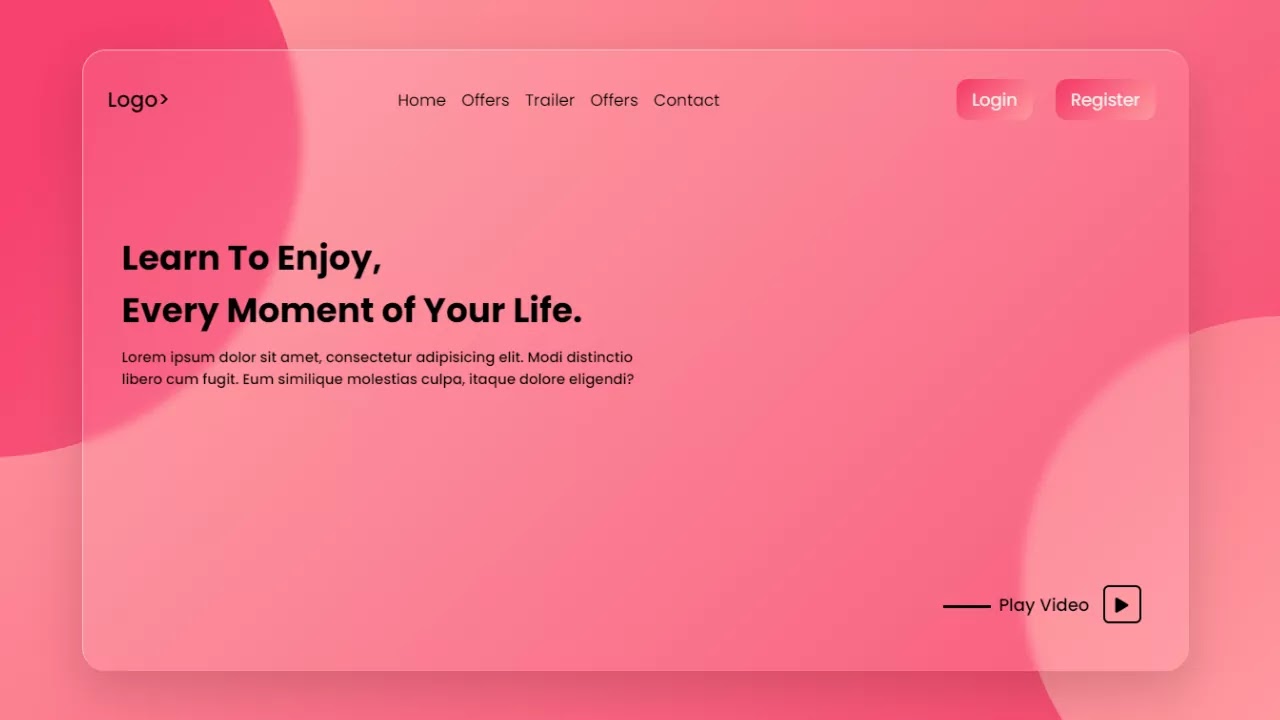 Logo>
Home Offers Trailer Offers Contact
Login
Register
Learn To Enjoy,
Every Moment of Your Life.
Lorem ipsum dolor sit amet, consectetur adipisicing elit. Modi distinctio
libero cum fugit. Eum similique molestias culpa, itaque dolore eligendi?
Play Video